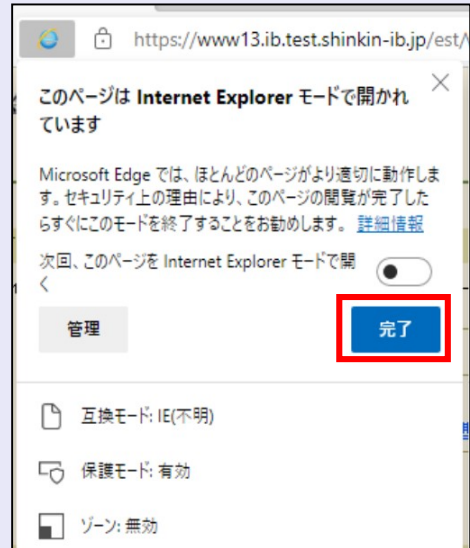 https://www13.ib.test.shinkin-ib.jp/est/
このページは Internet Explorer モードで開かれ
ています
Microsoft Edge では、ほとんどのページがより適切に動作しま
す。セキュリティ上の理由により、このページの閲覧が完了した
らすぐにこのモードを終了することをお勧めします。 詳細情報
次回、このページを Internet Explorer モードで開
く
管理
完了
互換モード: IE(不明)
保護モード: 有効
ゾーン: 無効